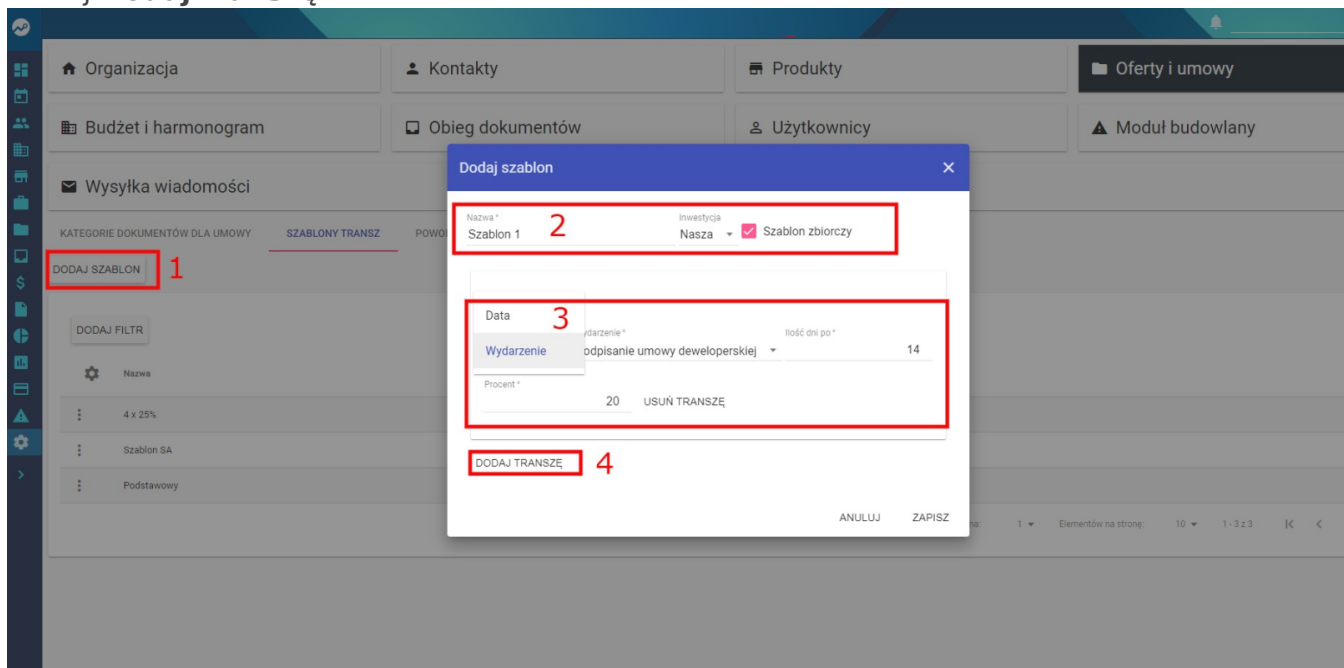 Organizacja
Kontakty
Produkty
Oferty i umowy
Budżet i harmonogram
Obieg dokumentów
Użytkownicy
Moduł budowlany
Wysyłka wiadomości
KATEGORIE DOKUMENTÓW DLA UMOWY
SZABLONY TRANSZ
DODAJ SZABLON
1
DODAJ FILTR
Nazwa
4 x 25%
Szablon SA
Podstawowy
1
Elementów na stronę:
10
1 - 3 z 3
Dodaj szablon
×
Nazwa *
Szablon 1
2
Inwestycja
Nasza
Szablon zbiorczy
Data
3
Wydarzenie
odpisanie umowy deweloperskiej
Ilość dni po *
14
Procent *
20
USUŃ TRANSZĘ
DODAJ TRANSZĘ
4
ANULUJ
ZAPISZ